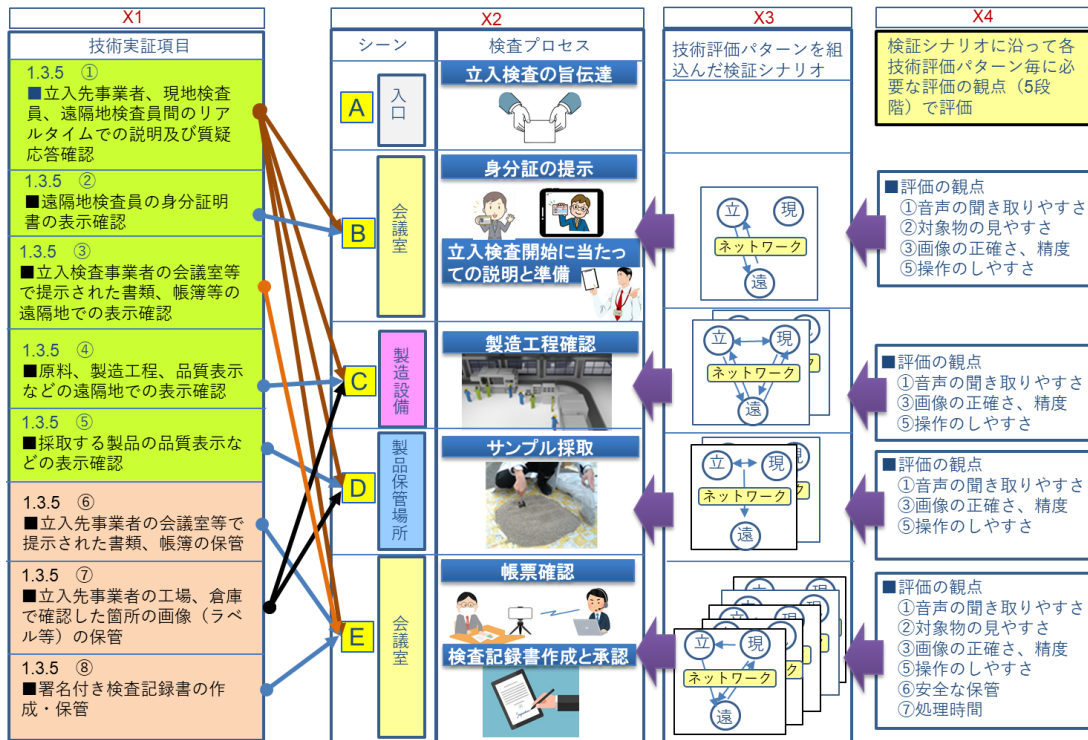 X1
X2
X3
X4
技術実証項目
1.3.5 ①
■立入先事業者、現地検査
員、遠隔地検査員間のリア
ルタイムでの説明及び質疑
応答確認
1.3.5 ②
■遠隔地検査員の身分証明
書の表示確認
1.3.5 ③
■立入検査事業者の会議室等
で提示された書類、帳簿等の
遠隔地での表示確認
1.3.5 ④
■原料、製造工程、品質表示
などの遠隔地での表示確認
1.3.5 ⑤
■採取する製品の品質表示な
どの表示確認
1.3.5 ⑥
■立入先事業者の会議室等で
提示された書類、帳簿の保管
1.3.5 ⑦
■立入先事業者の工場、倉庫
で確認した箇所の画像（ラベ
ル等）の保管
1.3.5 ⑧
■署名付き検査記録書の作
成・保管
シーン
検査プロセス
A
入口
立入検査の旨伝達
B
会議室
身分証の提示
立入検査開始に当たっ
ての説明と準備
C
製造設備
製造工程確認
D
製品保管場所
サンプル採取
E
会議室
帳票確認
検査記録書作成と承認
技術評価パターンを組
込んだ検証シナリオ
立
現
ネットワーク
遠
立
現
ネットワーク
遠
立
現
ネットワーク
遠
立
現
ネットワーク
遠
検証シナリオに沿って各
技術評価パターン毎に必
要な評価の観点（5段
階）で評価
■評価の観点
①音声の聞き取りやすさ
②対象物の見やすさ
③画像の正確さ、精度
⑤操作のしやすさ
■評価の観点
①音声の聞き取りやすさ
③画像の正確さ、精度
⑤操作のしやすさ
■評価の観点
①音声の聞き取りやすさ
③画像の正確さ、精度
⑤操作のしやすさ
■評価の観点
①音声の聞き取りやすさ
②対象物の見やすさ
③画像の正確さ、精度
⑤操作のしやすさ
⑥安全な保管
⑦処理時間